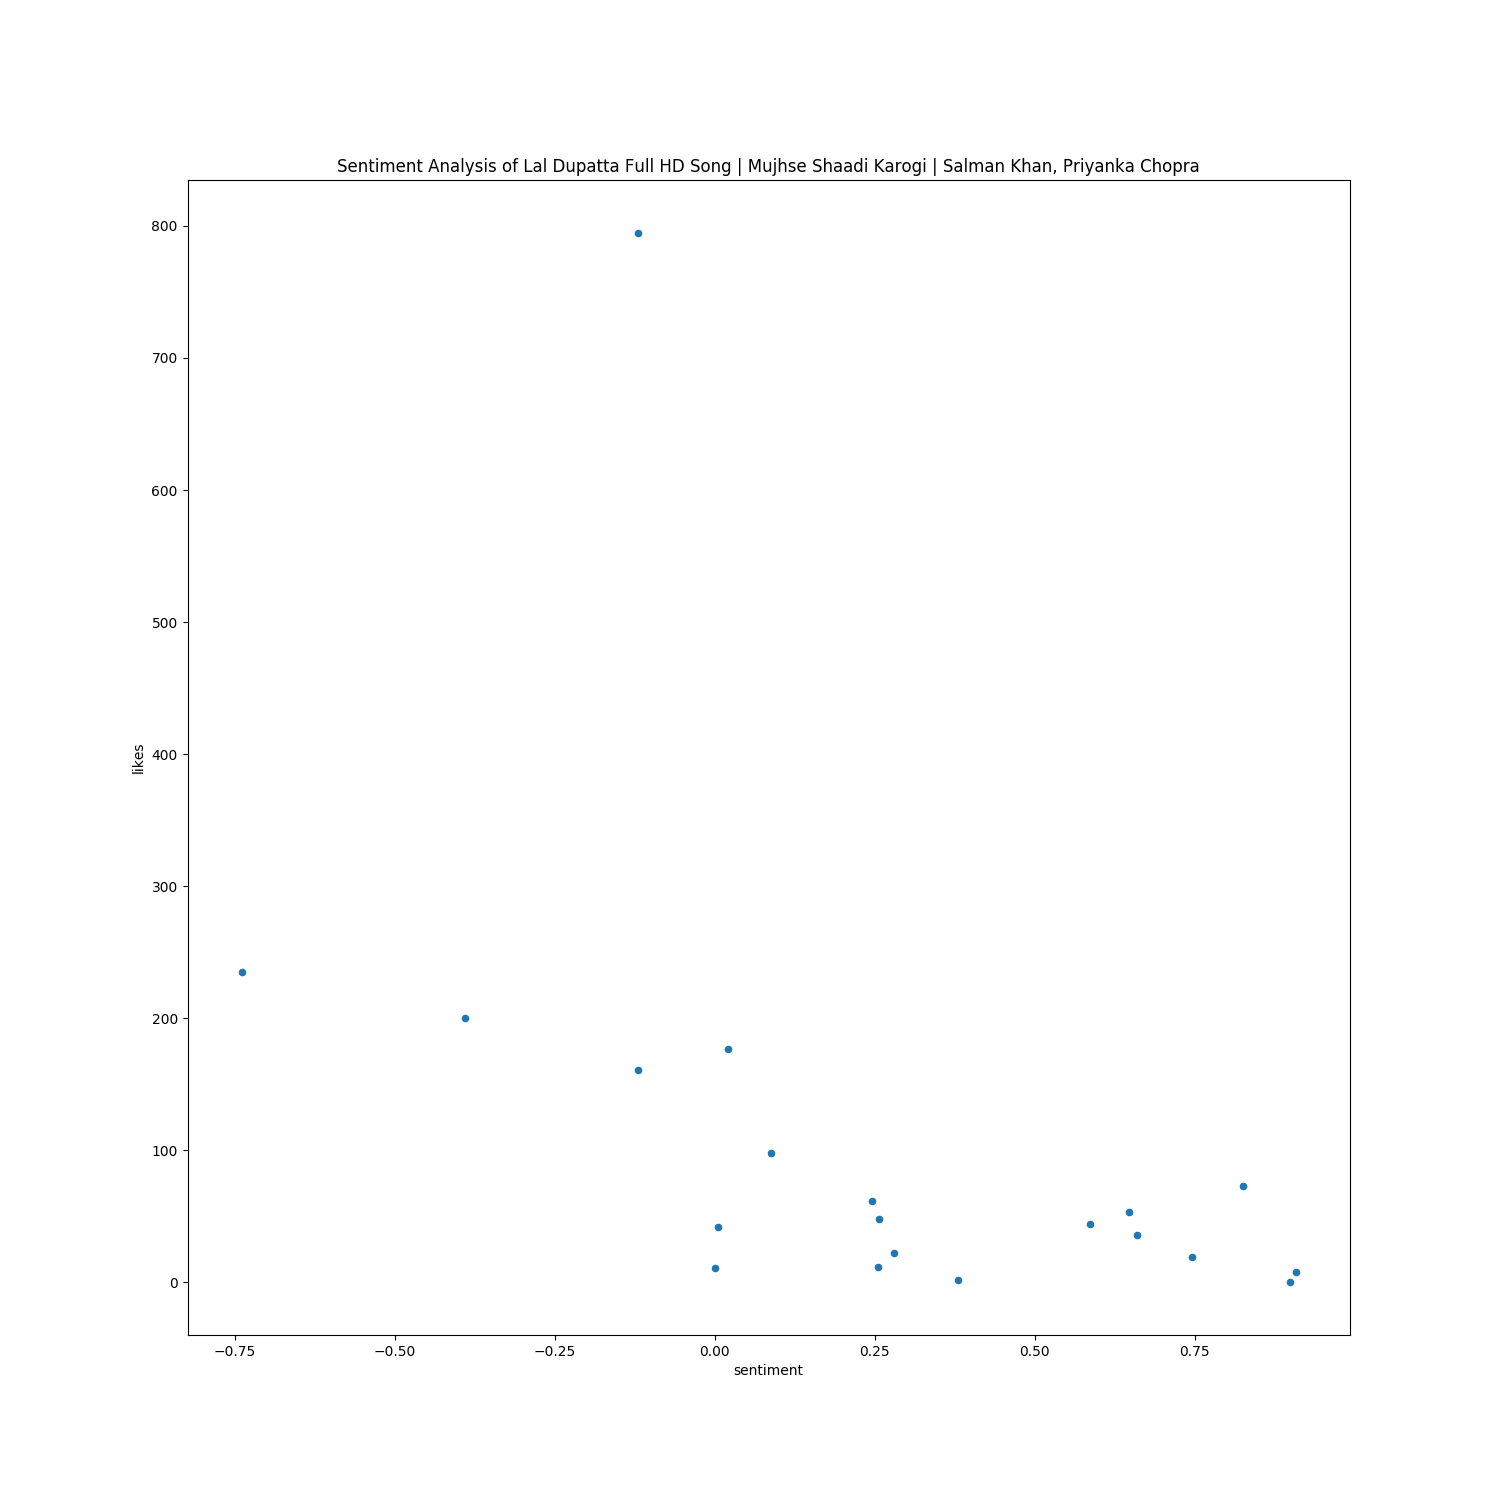 Sentiment Analysis of Lal Dupatta Full HD Song | Mujhse Shaadi Karogi | Salman Khan, Priyanka Chopra
800
700
600
500
400
300
200
100
0
likes
−0.75 −0.50 −0.25 0.00 0.25 0.50 0.75
sentiment